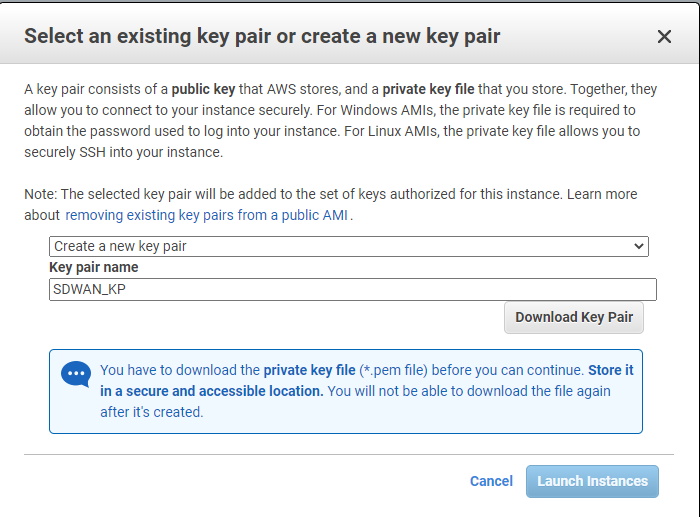 Select an existing key pair or create a new key pair
A key pair consists of a public key that AWS stores, and a private key file that you store. Together, they
allow you to connect to your instance securely. For Windows AMIs, the private key file is required to
obtain the password used to log into your instance. For Linux AMIs, the private key file allows you to
securely SSH into your instance.
Note: The selected key pair will be added to the set of keys authorized for this instance. Learn more
about removing existing key pairs from a public AMI.
Create a new key pair
Key pair name
SDWAN_KP
Download Key Pair
You have to download the private key file (*.pem file) before you can continue. Store it
in a secure and accessible location. You will not be able to download the file again
after it's created.
Cancel
Launch Instances